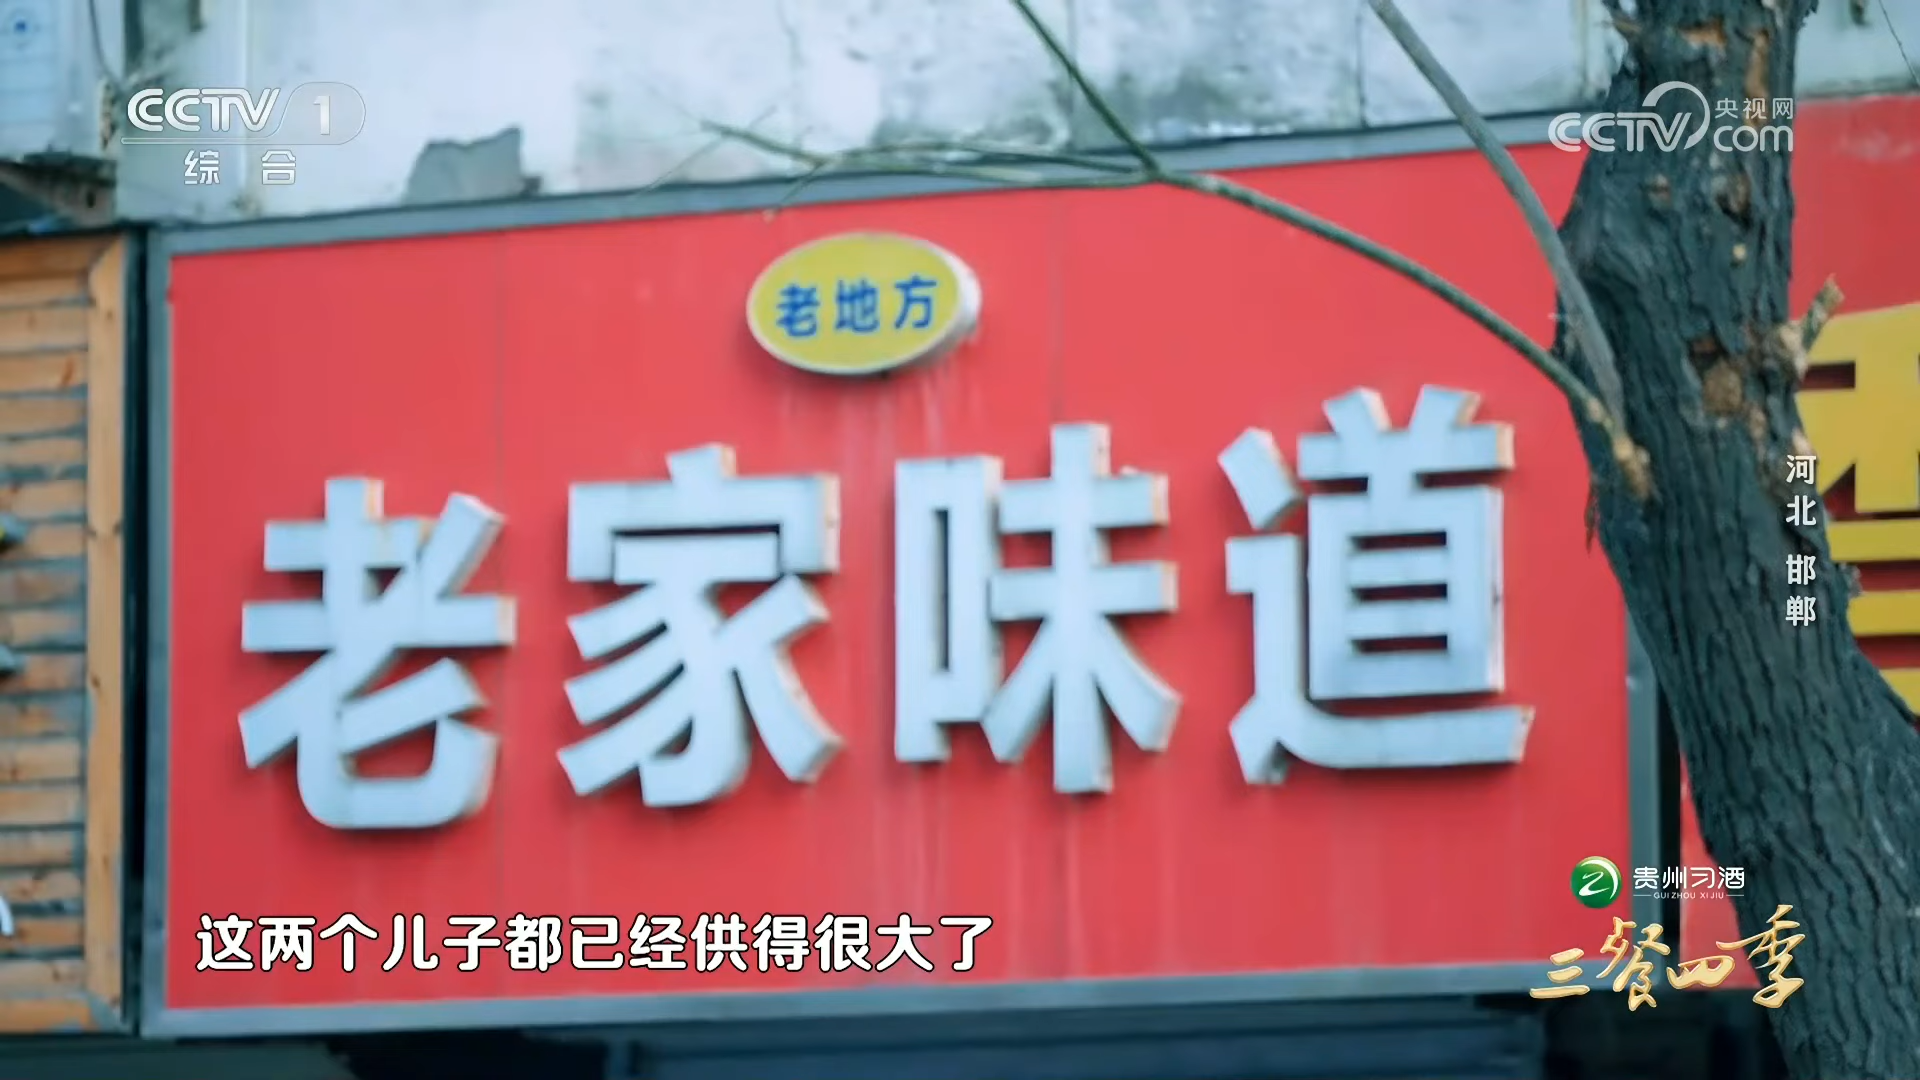 CCTV 1
综合
央视网
CCTV.com
老地方
老家味道
河北 邯郸
贵州习酒
GUIZHOU XIJIU
这两个儿子都已经供得很大了
三餐四季